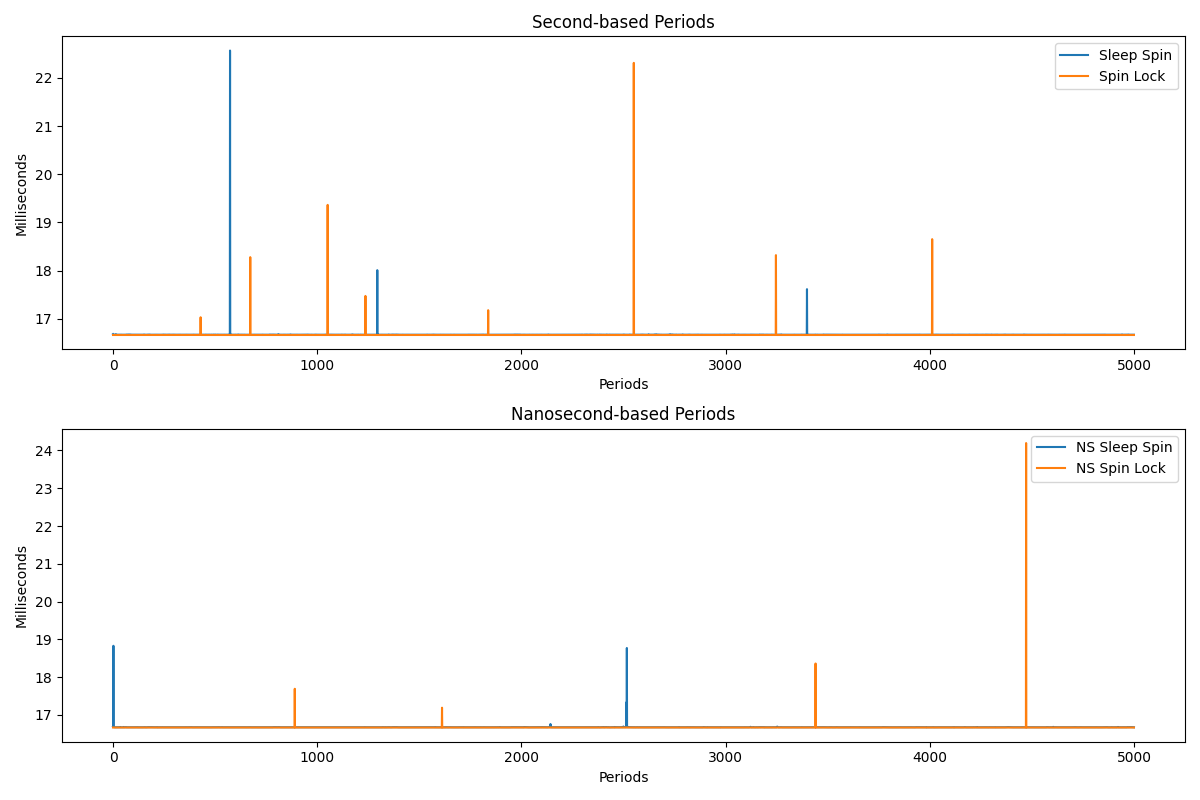 Second-based Periods
Sleep Spin
Spin Lock
22
21
20
19
18
17
Milliseconds
0 1000 2000 3000 4000 5000
Periods
Nanosecond-based Periods
NS Sleep Spin
NS Spin Lock
24
23
22
21
20
19
18
17
Milliseconds
0 1000 2000 3000 4000 5000
Periods